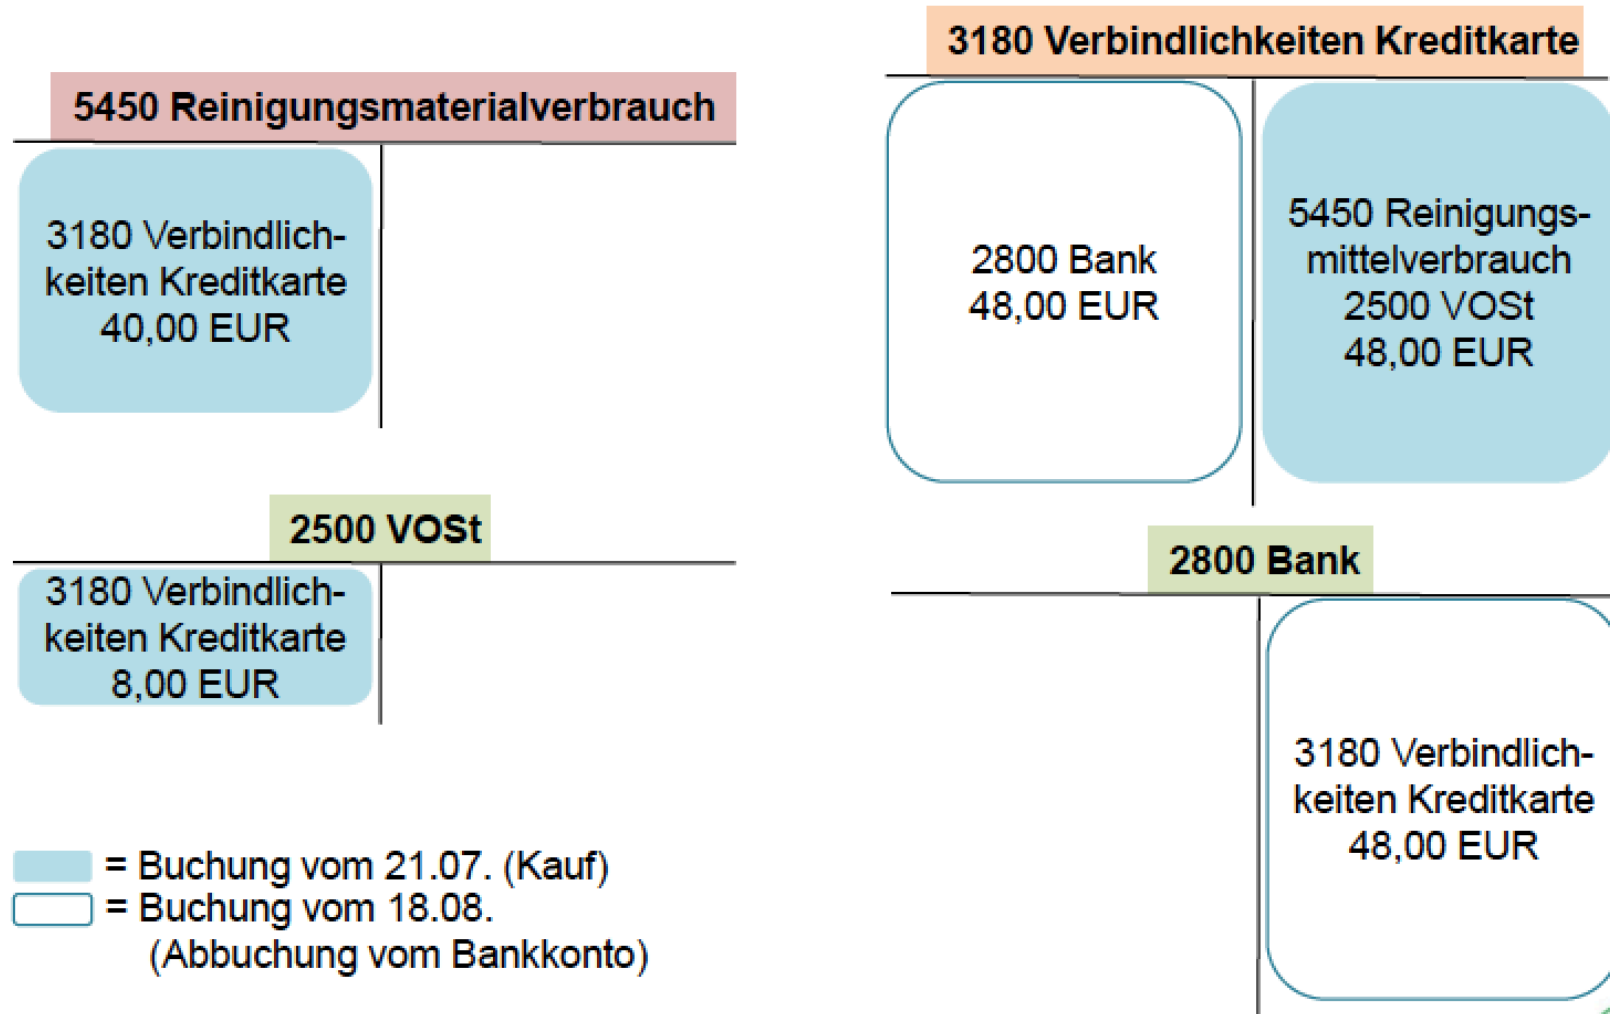 5450 Reinigungsmaterialverbrauch
3180 Verbindlich-
keiten Kreditkarte
40,00 EUR
2500 VOSt
3180 Verbindlich-
keiten Kreditkarte
8,00 EUR
= Buchung vom 21.07. (Kauf)
= Buchung vom 18.08.
(Abbuchung vom Bankkonto)
3180 Verbindlichkeiten Kreditkarte
2800 Bank
48,00 EUR
5450 Reinigungs-
mittelverbrauch
2500 VOSt
48,00 EUR
2800 Bank
3180 Verbindlich-
keiten Kreditkarte
48,00 EUR